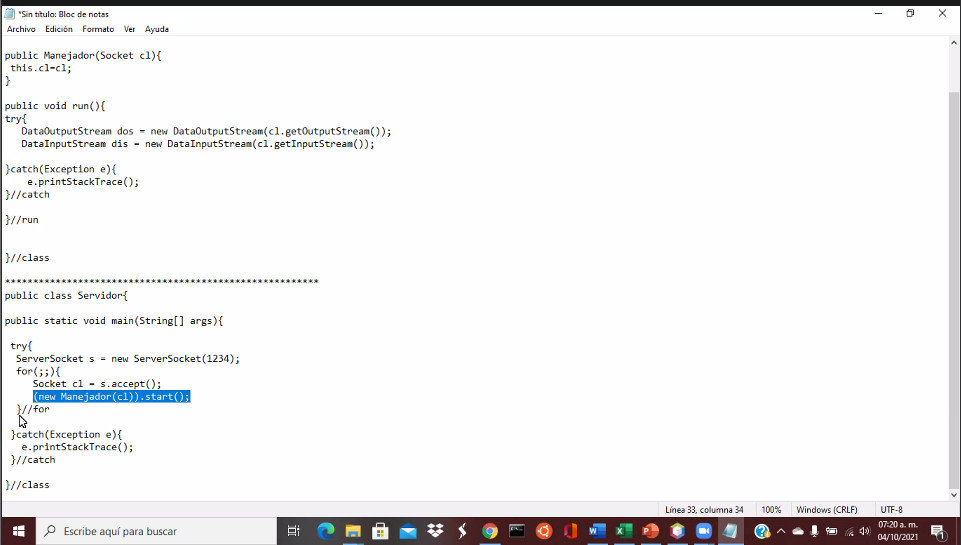 *Sin título: Bloc de notas
Archivo Edición Formato Ver Ayuda
public Manejador(Socket cl){
this.cl=cl;
}
public void run(){
try{
DataOutputStream dos = new DataOutputStream(cl.getOutputStream());
DataInputStream dis = new DataInputStream(cl.getInputStream());
}catch(Exception e){
e.printStackTrace();
}//catch
}//run
}//class
********************************************************
public class Servidor{
public static void main(String[] args){
try{
ServerSocket s = new ServerSocket(1234);
for(;;){
Socket cl = s.accept();
(new Manejador(cl)).start();
}//for
}catch(Exception e){
e.printStackTrace();
}//catch
}//class
Línea 33, columna 34 100% Windows (CRLF) UTF-8
Escribe aquí para buscar
07:20 a. m.
04/10/2021
1